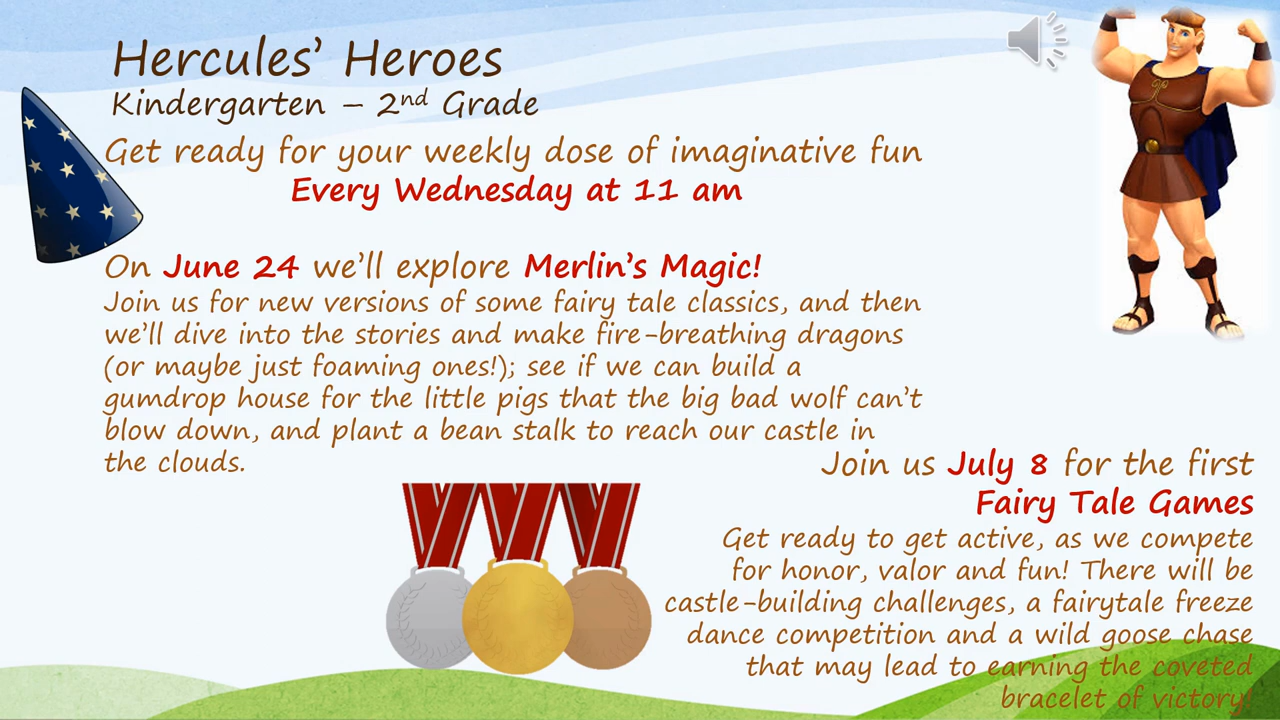 Hercules’ Heroes
Kindergarten – 2nd Grade
Get ready for your weekly dose of imaginative fun
Every Wednesday at 11 am
On June 24 we’ll explore Merlin’s Magic!
Join us for new versions of some fairy tale classics, and then
we’ll dive into the stories and make fire-breathing dragons
(or maybe just foaming ones!); see if we can build a
gumdrop house for the little pigs that the big bad wolf can’t
blow down, and plant a bean stalk to reach our castle in
the clouds.
Join us July 8 for the first
Fairy Tale Games
Get ready to get active, as we compete
for honor, valor and fun! There will be
castle-building challenges, a fairytale freeze
dance competition and a wild goose chase
that may lead to earning the coveted
bracelet of victory!